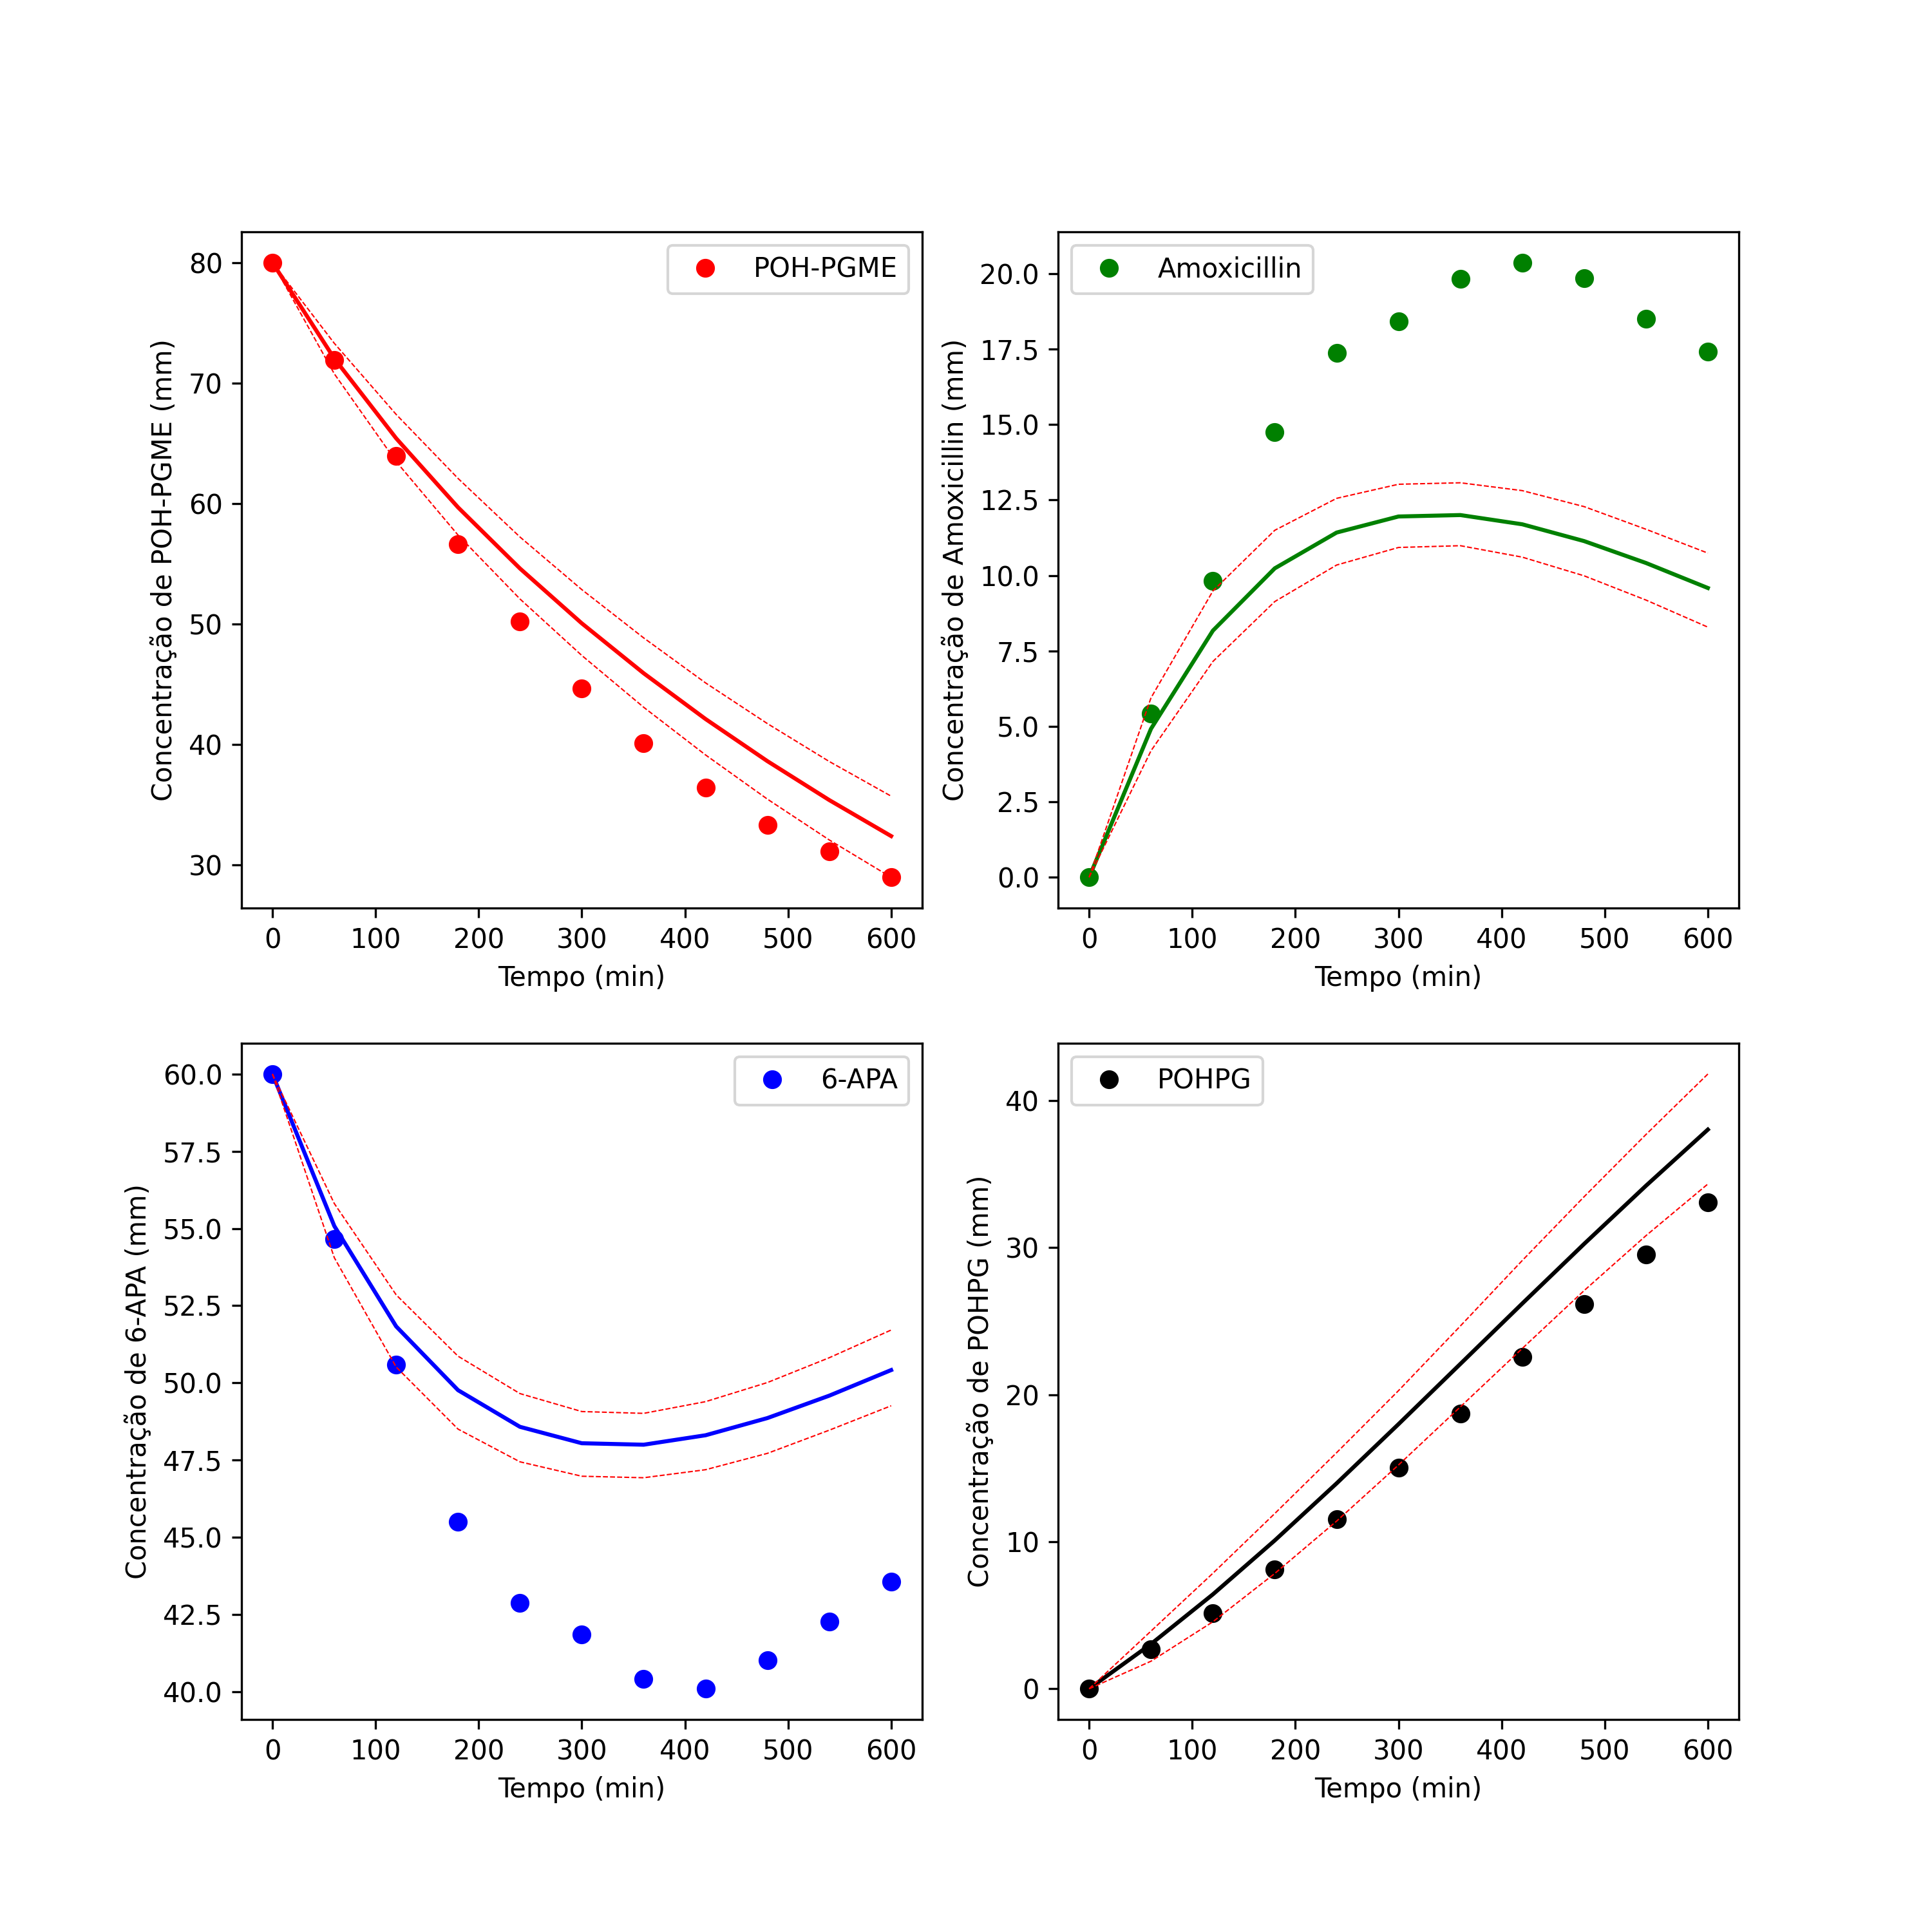 POH-PGME
80
70
60
50
40
30
Concentração de POH-PGME (mm)
0 100 200 300 400 500 600
Tempo (min)
Amoxicillin
20.0
17.5
15.0
12.5
10.0
7.5
5.0
2.5
0.0
Concentração de Amoxicillin (mm)
0 100 200 300 400 500 600
Tempo (min)
6-APA
60.0
57.5
55.0
52.5
50.0
47.5
45.0
42.5
40.0
Concentração de 6-APA (mm)
0 100 200 300 400 500 600
Tempo (min)
POHPG
40
30
20
10
0
Concentração de POHPG (mm)
0 100 200 300 400 500 600
Tempo (min)